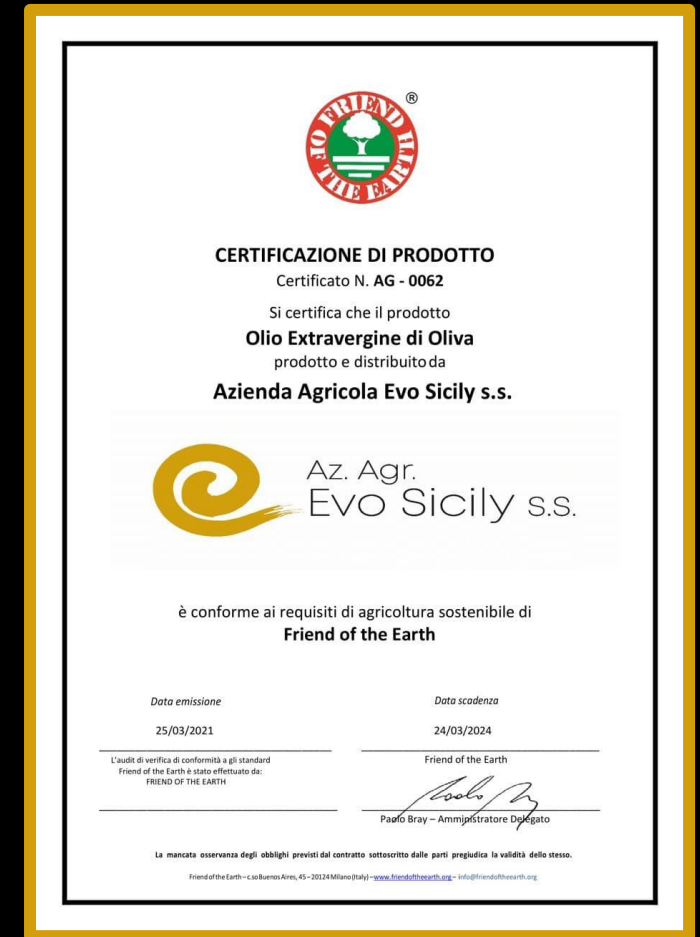 FRIEND OF THE EARTH
®
CERTIFICAZIONE DI PRODOTTO
Certificato N. AG - 0062
Si certifica che il prodotto
Olio Extravergine di Oliva
prodotto e distribuito da
Azienda Agricola Evo Sicily s.s.
Az. Agr.
Evo Sicily s.s.
è conforme ai requisiti di agricoltura sostenibile di
Friend of the Earth
Data emissione
25/03/2021
L'audit di verifica di conformità a gli standard
Friend of the Earth è stato effettuato da:
FRIEND OF THE EARTH
Data scadenza
24/03/2024
Friend of the Earth
Paolo Bray – Amministratore Delegato
La mancata osservanza degli obblighi previsti dal contratto sottoscritto dalle parti pregiudica la validità dello stesso.
Friend of the Earth – c.so Buenos Aires, 45 – 20124 Milano (Italy) – www.friendoftheearth.org – info@friendoftheearth.org